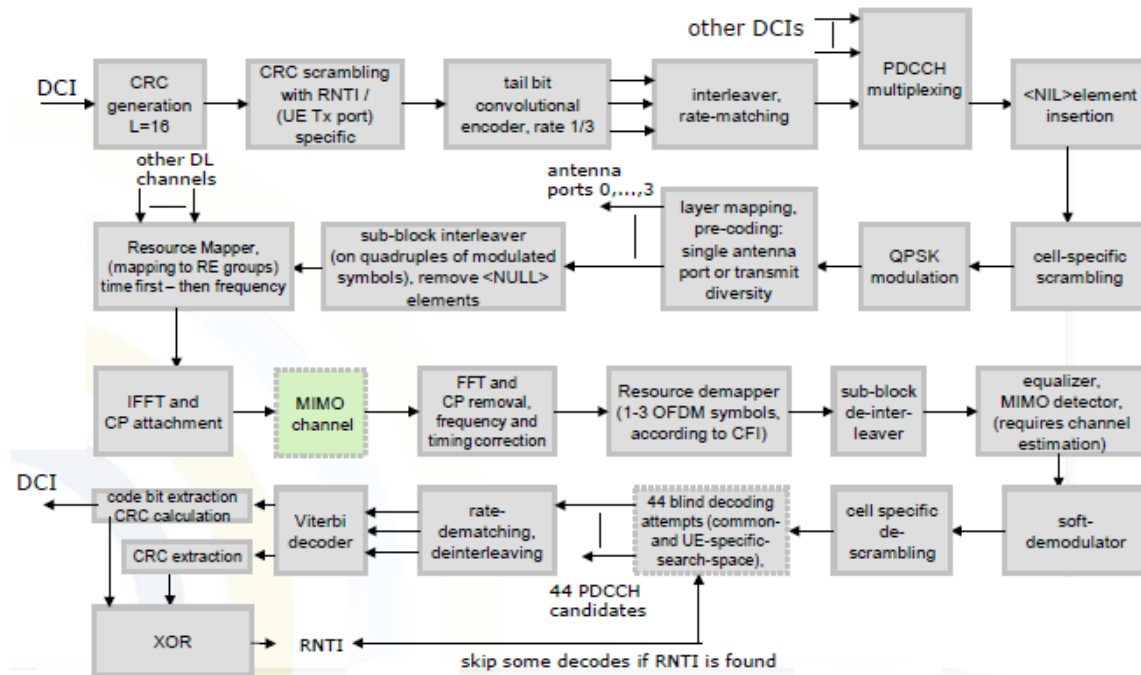 other DCIs
DCI
CRC
generation
L=16
CRC scrambling
with RNTI /
(UE Tx port)
specific
tail bit
convolutional
encoder, rate 1/3
interleaver,
rate-matching
PDCCH
multiplexing
<NIL>element
insertion
other DL
channels
antenna
ports 0,...,3
Resource Mapper,
(mapping to RE groups)
time first – then frequency
sub-block interleaver
(on quadruples of modulated
symbols), remove <NULL>
elements
layer mapping,
pre-coding:
single antenna
port or transmit
diversity
QPSK
modulation
cell-specific
scrambling
IFFT and
CP attachment
MIMO
channel
FFT and
CP removal,
frequency and
timing correction
Resource demapper
(1-3 OFDM symbols,
according to CFI)
sub-block
de-inter-
leaver
equalizer,
MIMO detector,
(requires channel
estimation)
DCI
code bit extraction
CRC calculation
CRC extraction
Viterbi
decoder
rate-
dematching,
deinterleaving
44 blind decoding
attempts (common-
and UE-specific-
search-space),
cell specific
de-
scrambling
soft-
demodulator
44 PDCCH
candidates
XOR
RNTI
skip some decodes if RNTI is found